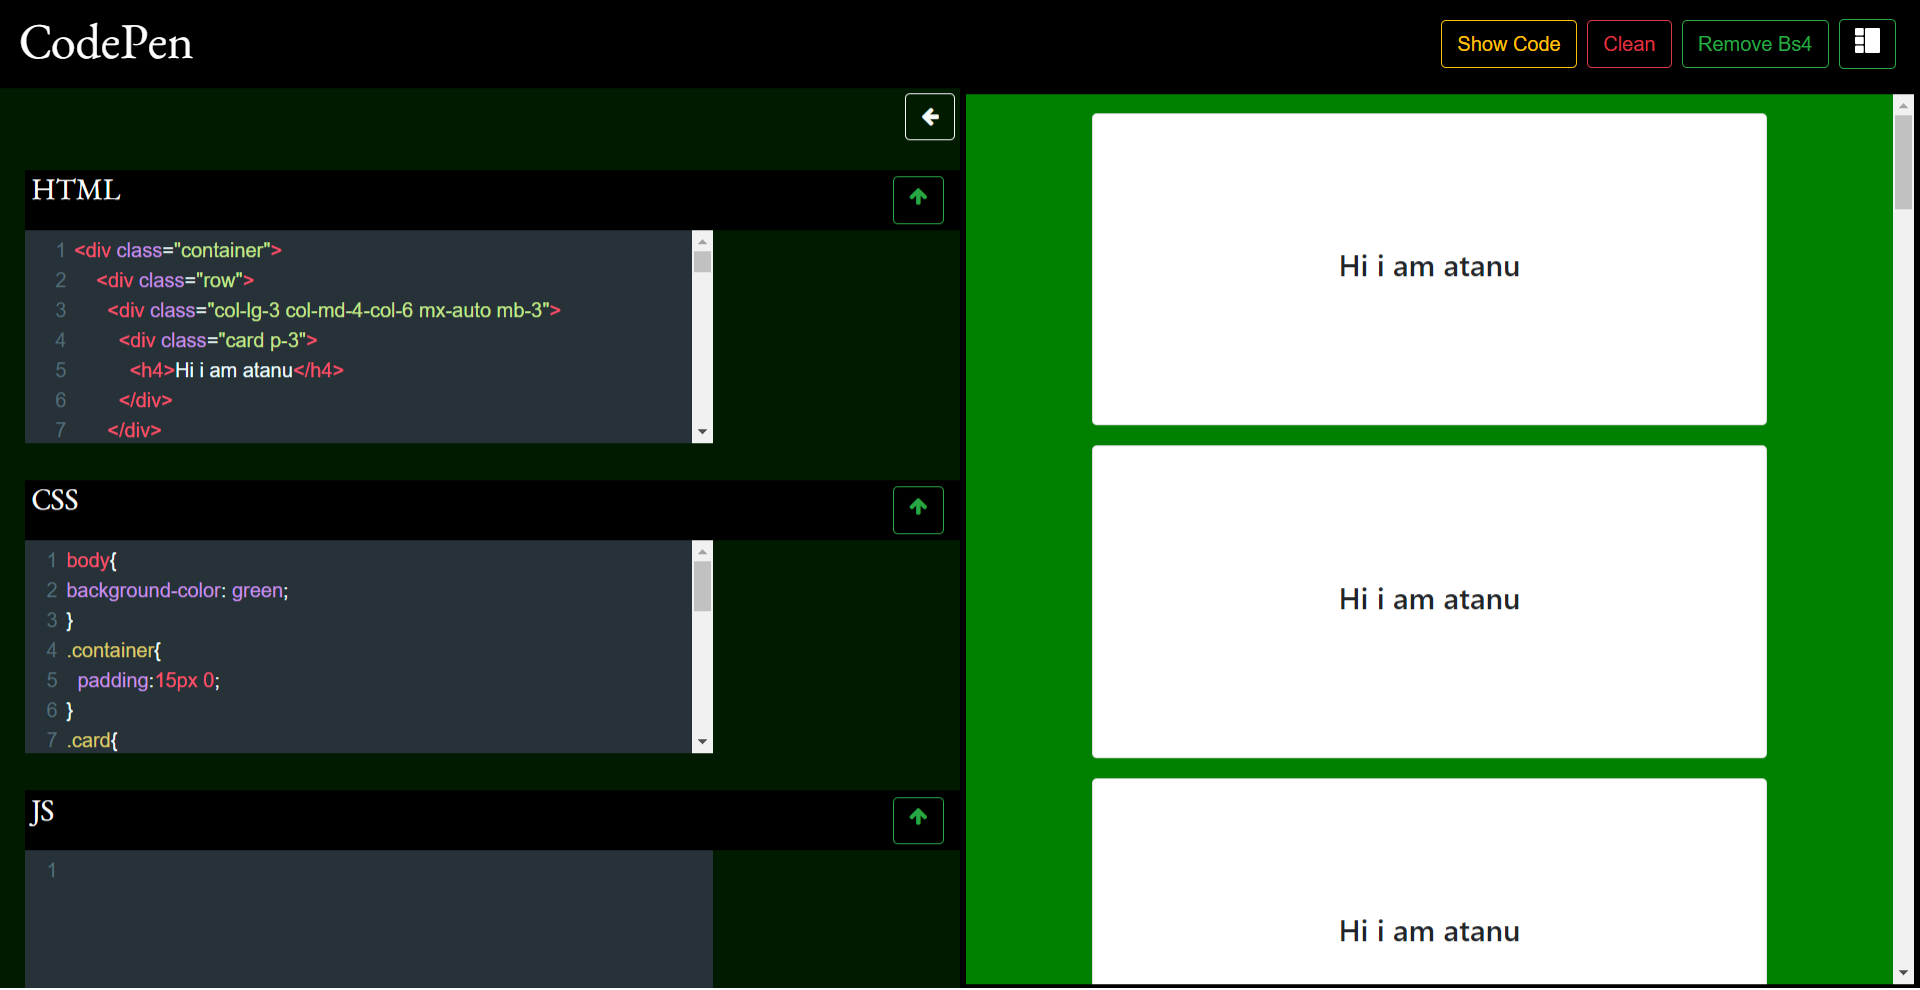 CodePen
Show Code
Clean
Remove Bs4
HTML
1 <div class="container">
2 <div class="row">
3 <div class="col-lg-3 col-md-4-col-6 mx-auto mb-3">
4 <div class="card p-3">
5 <h4>Hi i am atanu</h4>
6 </div>
7 </div>
CSS
1 body{
2 background-color: green;
3 }
4 .container{
5 padding:15px 0;
6 }
7 .card{
JS
1
Hi i am atanu
Hi i am atanu
Hi i am atanu